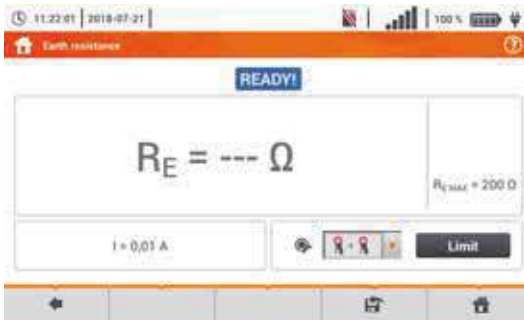 11:22:01 2018-07-21 100 %
Earth resistance
READY!
RE = --- Ω
RE MAX = 200 Ω
I = 0,01 A
Limit